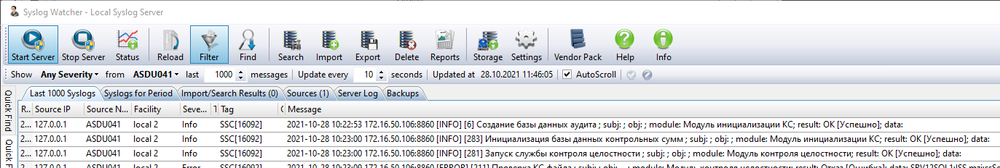 Syslog Watcher - Local Syslog Server
Start Server Stop Server Status Reload Filter Find Search Import Export Delete Reports Storage Settings Vendor Pack Help Info
Show Any Severity from ASDU041 last 1000 messages Update every 10 seconds Updated at 28.10.2021 11:46:05 AutoScroll
Last 1000 Syslogs Syslogs for Period Import/Search Results (0) Sources (1) Server Log Backups
Quick Find
R... Source IP Source N... Facility Seve... T Tag Message
2... 127.0.0.1 ASDU041 local 2 Info SSC[16092] 2021-10-28 10:22:53 172.16.50.106:8860 [INFO] [6] Создание базы данных аудита ; subj: ; obj: ; module: Модуль инициализации КС; result: ОК [Успешно]; data:
2... 127.0.0.1 ASDU041 local 2 Info SSC[16092] 2021-10-28 10:23:00 172.16.50.106:8860 [INFO] [283] Инициализация базы данных контрольных сумм ; subj: ; obj: ; module: Модуль инициализации КС; result: ОК [Успешно]; data:
2... 127.0.0.1 ASDU041 local 2 Info SSC[16092] 2021-10-28 10:23:00 172.16.50.106:8860 [INFO] [281] Запуск службы контроля целостности ; subj: ; obj: ; module: Модуль контроля целостности; result: ОК [Успешно]; data:
2... 127.0.0.1 ASDU041 local 2 Error SSC[16092] 2021-10-28 10:23:09 172.16.50.106:8860 [ERROR] [211] Проверка КС файла ; subj: ; obj: ; module: Модуль контроля целостности; result: Отказ [Ошибка]; data:
Quick